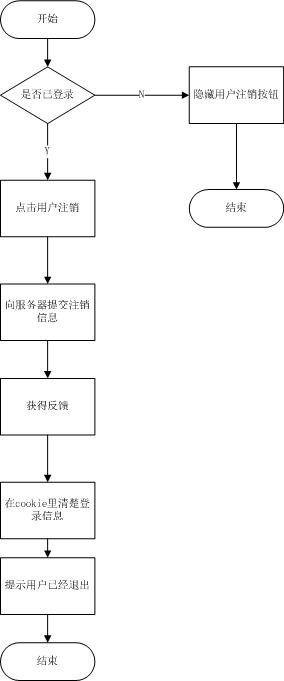 开始
是否已登录
N
隐藏用户注销按钮
Y
点击用户注销
结束
向服务器提交注销
信息
获得反馈
在cookie里清楚登
录信息
提示用户已经退出
结束